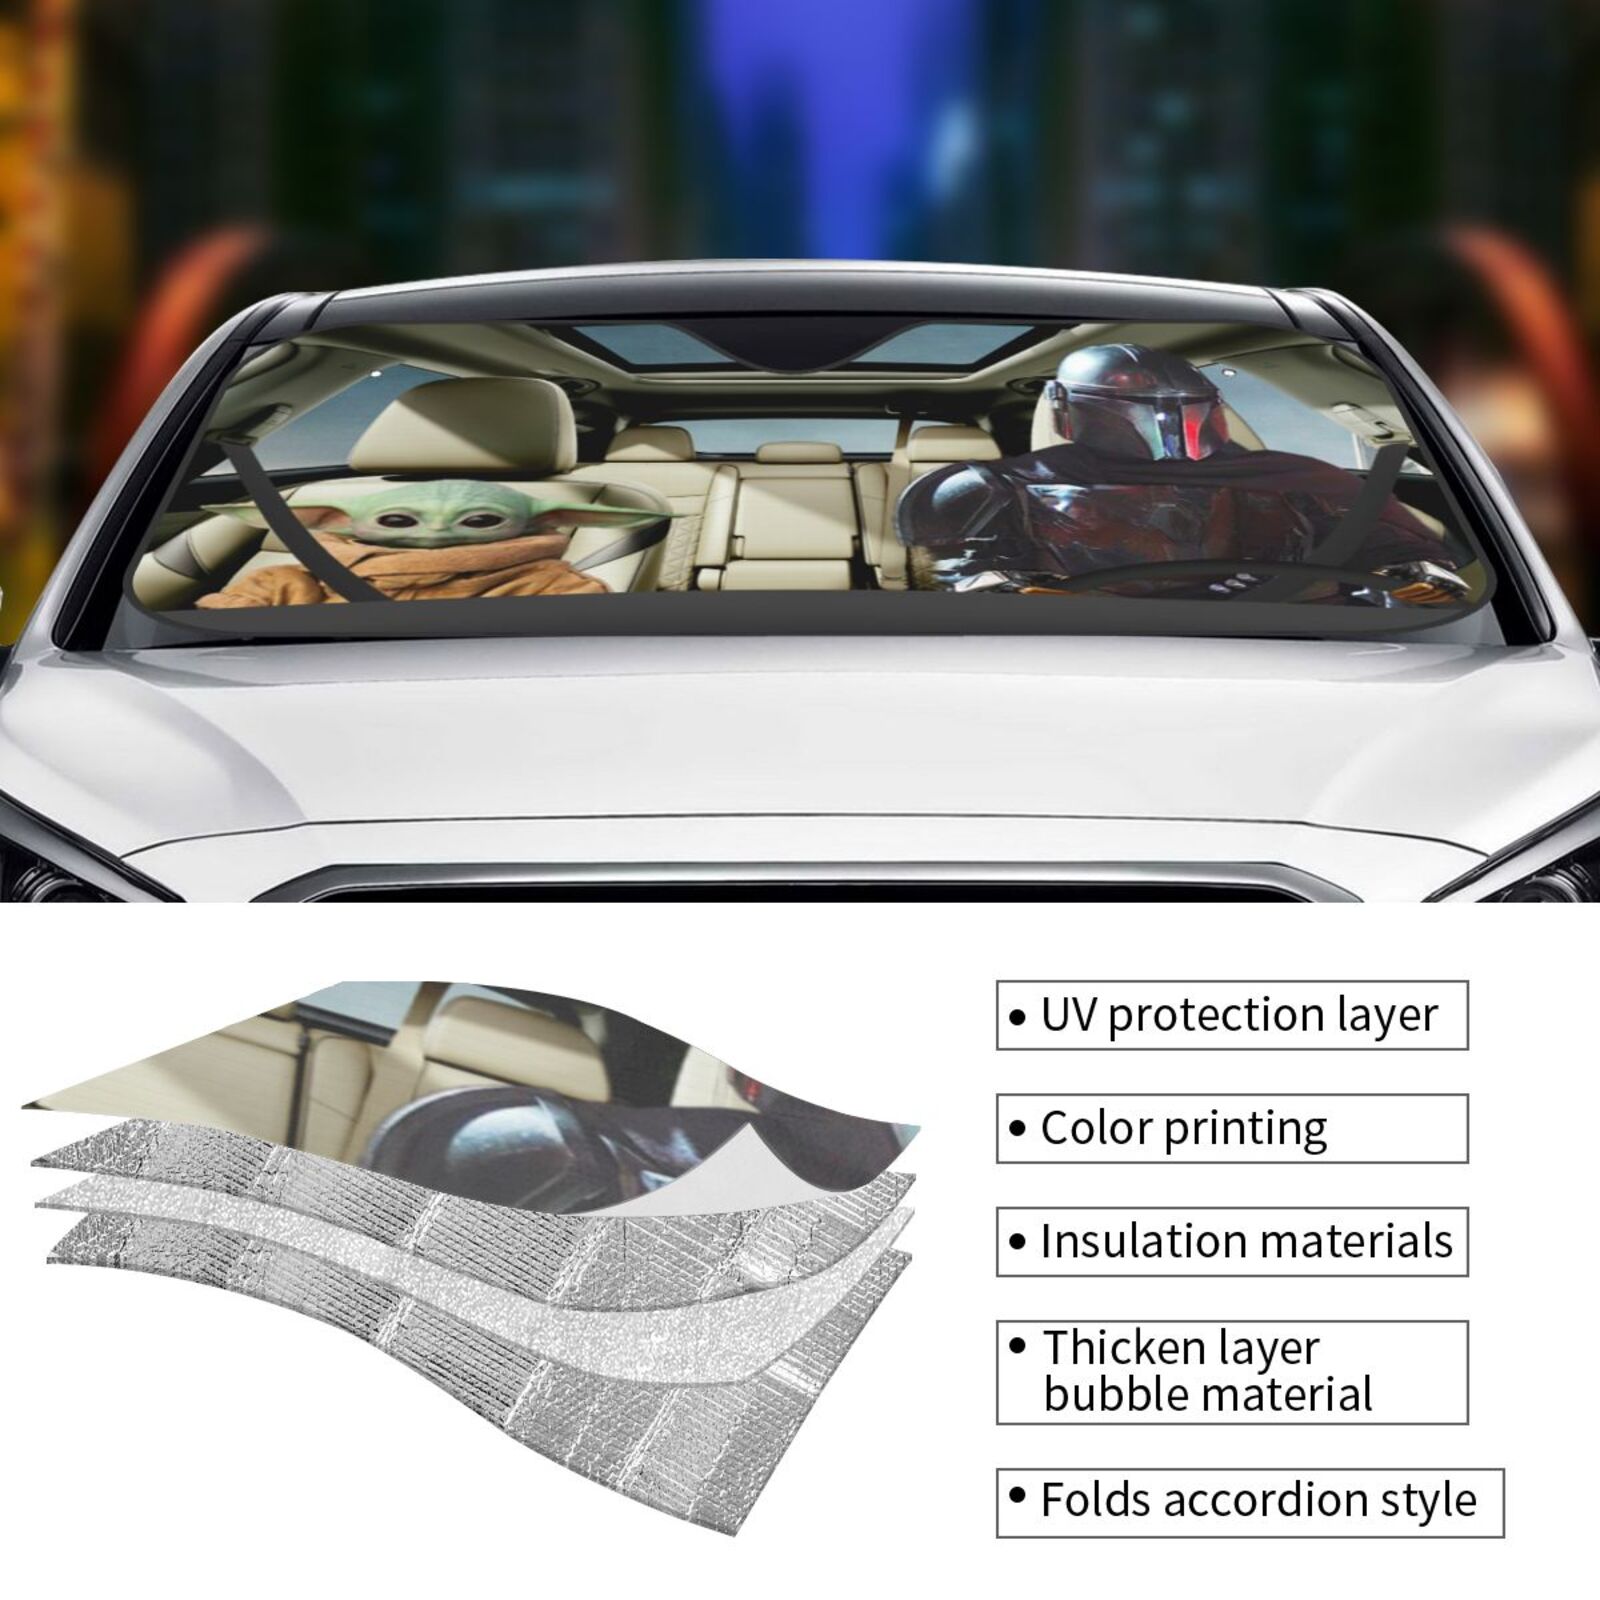 • UV protection layer
• Color printing
• Insulation materials
• Thicken layer
bubble material
• Folds accordion style